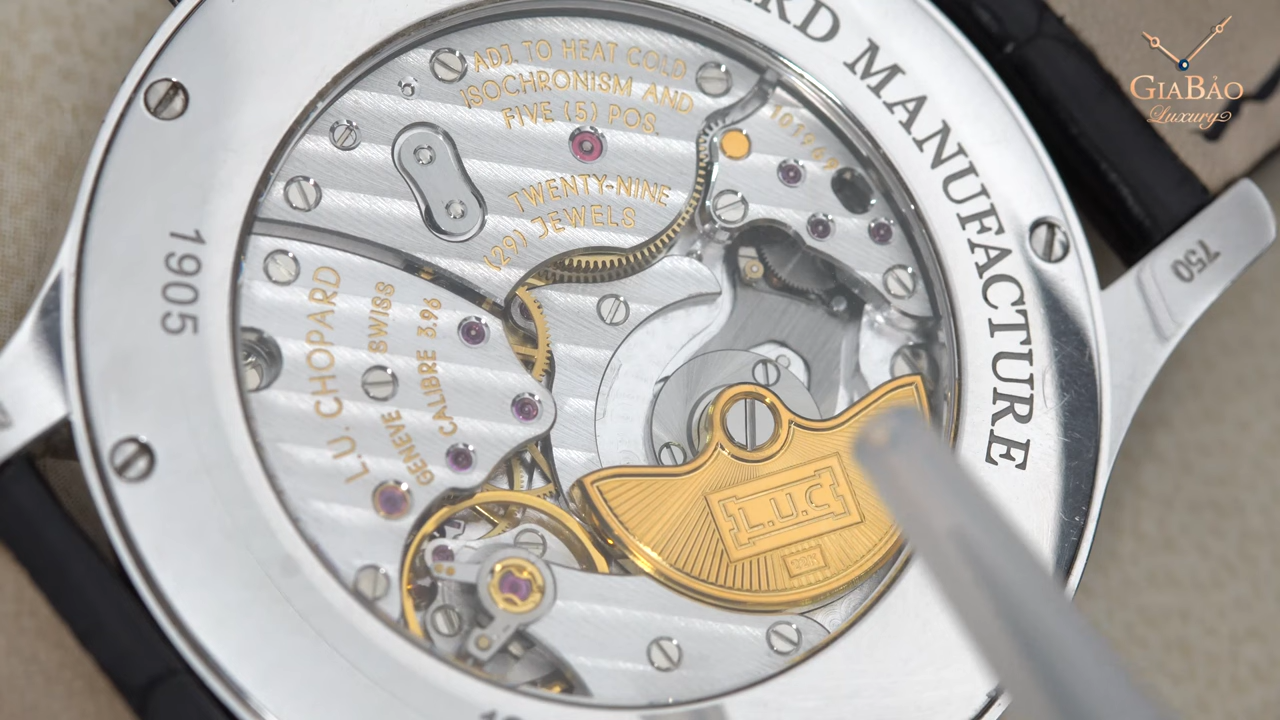 ADJ. TO HEAT COLD
ISOCHRONISM AND
FIVE (5) POS.
TWENTY-NINE
(29) JEWELS
L.U. CHOPARD
SWISS
GENEVE
CALIBRE 3.96
L.U.C
22K
MANUFACTURE
1905
750
GIABẢO
Luxury